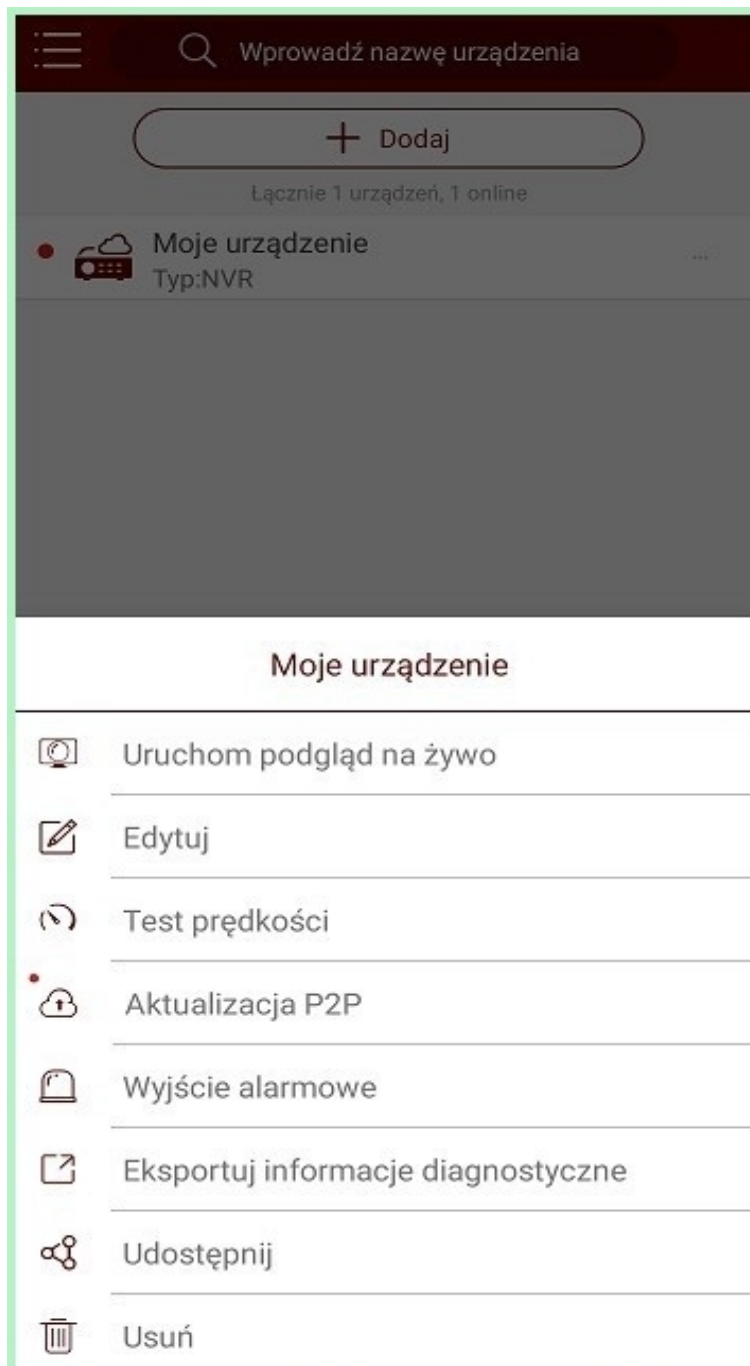 Wprowadź nazwę urządzenia
+ Dodaj
Łącznie 1 urządzeń, 1 online
Moje urządzenie
...
Typ:NVR
Moje urządzenie
Uruchom podgląd na żywo
Edytuj
Test prędkości
Aktualizacja P2P
Wyjście alarmowe
Eksportuj informacje diagnostyczne
Udostępnij
Usuń